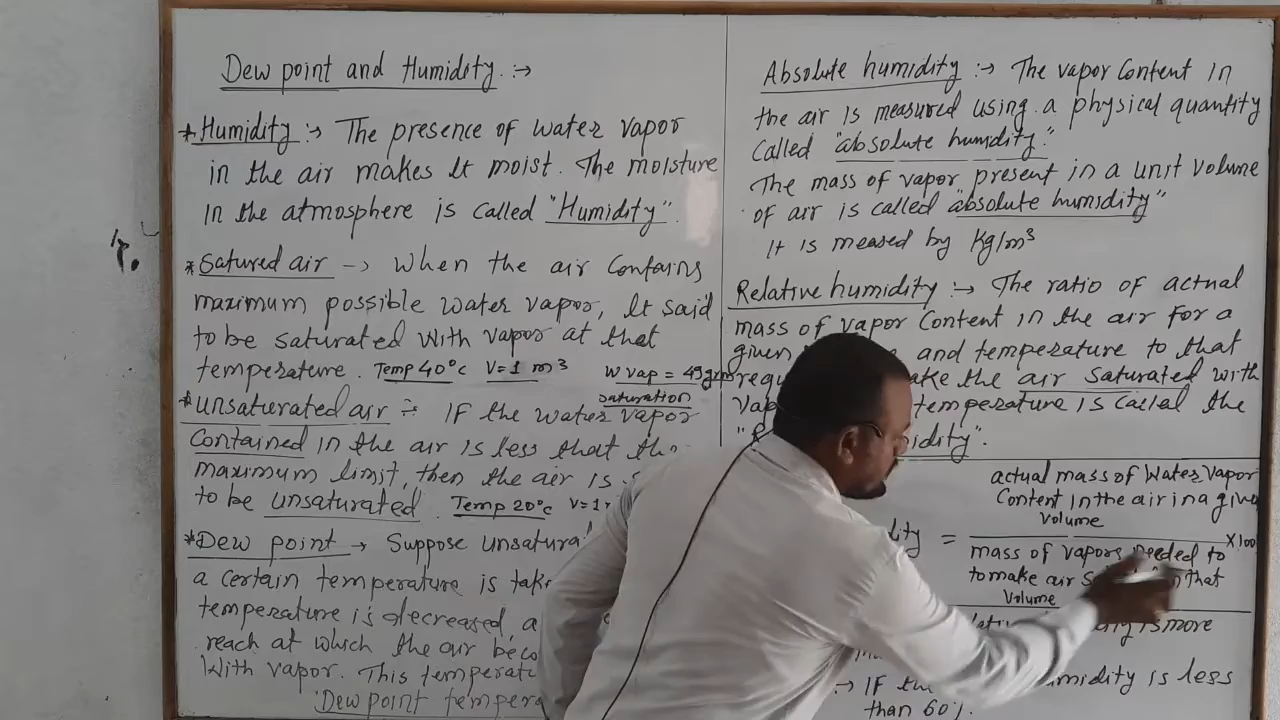 Dew point and Humidity :→
*Humidity :→ The presence of water vapor
in the air makes It moist. The moisture
In the atmosphere is called "Humidity".
*Satured air → When the air Contains
maximum possible water vapor, It said
to be saturated with vapor at that
temperature. Temp 40°c V=1 m³ w vap = 49 grm
saturation
*Unsaturated air ÷ IF the water vapor
Contained in the air is less that the
maximum limit, then the air is
to be unsaturated. Temp 20°c V=1
*Dew point → Suppose
a certain temperature is
temperature is decreased, a
reach at which the air
With vapor. This
Dew point
Absolute humidity :→ The vapor Content In
the air is measured using a physical quantity
Called "absolute humidity".
The mass of vapor present in a unit volume
of air is called "absolute humidity"
It is meased by Kg/m³
Relative humidity :→ The ratio of actual
mass of vapor Content in the air For a
given and temperature to that
the air saturated with
temperature is called the
actual mass of Water Vapor
Content In the air in a given
Volume
= ×100
mass of vapors needed to
to make air that
Volume
is more
→ IF the is less
than 60%.